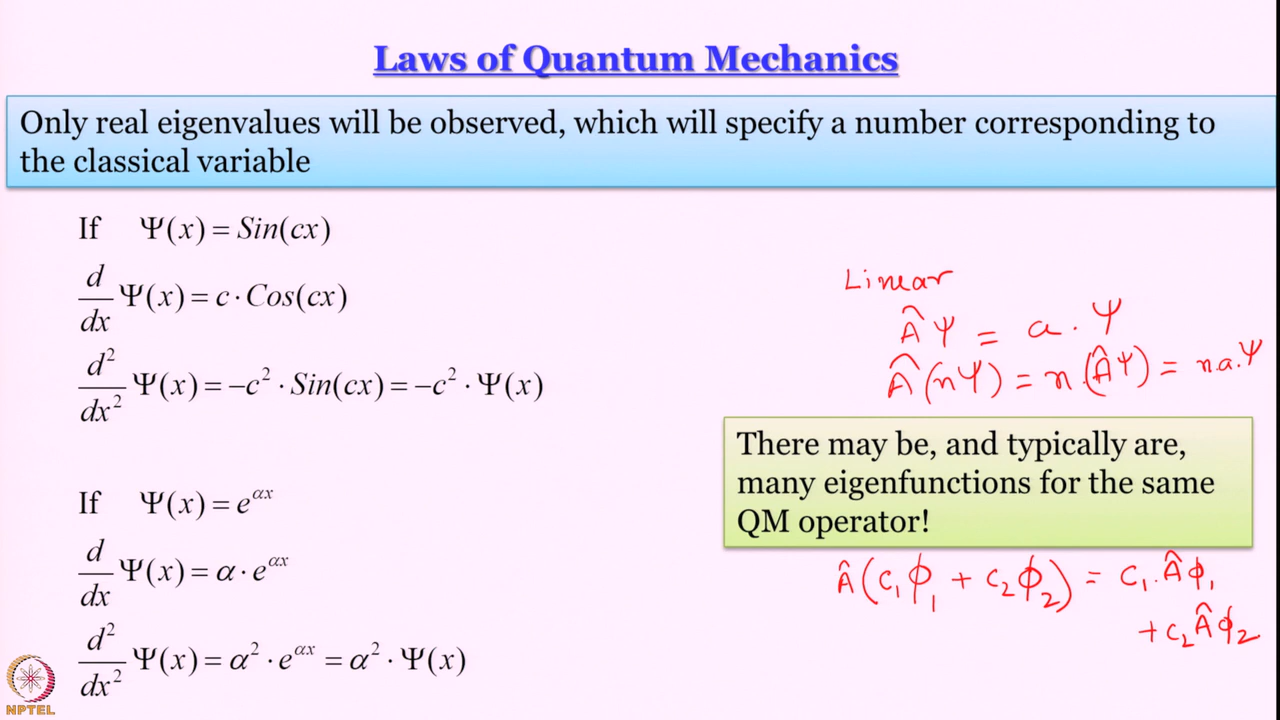 Laws of Quantum Mechanics
Only real eigenvalues will be observed, which will specify a number corresponding to
the classical variable
If Ψ(x) = Sin(cx)
d/dx Ψ(x) = c · Cos(cx)
d²/dx² Ψ(x) = −c² · Sin(cx) = −c² · Ψ(x)
If Ψ(x) = e^{αx}
d/dx Ψ(x) = α · e^{αx}
d²/dx² Ψ(x) = α² · e^{αx} = α² · Ψ(x)
Linear
Âψ = a · ψ
Â(nψ) = n·(Âψ) = n.a.ψ
There may be, and typically are,
many eigenfunctions for the same
QM operator!
Â(c₁ϕ₁ + c₂ϕ₂) = c₁.Âϕ₁
+ c₂Âϕ₂
NPTEL